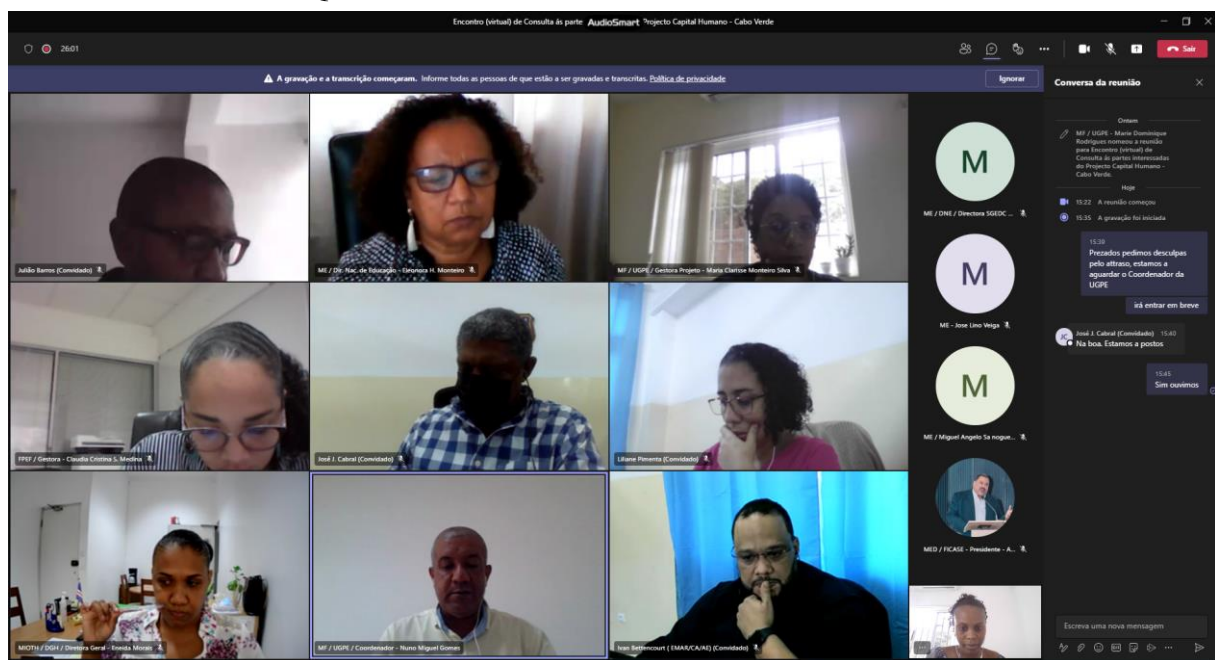 Encontro (virtual) de Consulta ás parte AudioSmart Projecto Capital Humano - Cabo Verde
26:01
Sair
A gravação e a transcrição começaram. Informe todas as pessoas de que estão a ser gravadas e transcritas. Política de privacidade
Ignorar
Julião Barros (Convidado)
ME / Dir. Nac. de Educação - Eleonora H. Monteiro
MF / UGPE / Gestora Projeto - Maria Clarisse Monteiro Silva
FPEF / Gestora - Claudia Cristina S. Medina
José J. Cabral (Convidado)
Liliane Pimenta (Convidado)
MIOTH / DGH / Diretora Geral - Eneida Morais
MF / UGPE / Coordenador - Nuno Miguel Gomes
Ivan Bettencourt ( EMAR/CA/AE) (Convidado)
M
ME / DNE / Directora SGEDC ...
M
ME - Jose Lino Veiga
M
ME / Miguel Angelo Sa nogue...
MED / FICASE - Presidente - A...
Conversa da reunião
Ontem
MF / UGPE - Marie Dominique
Rodrigues nomeou a reunião
para Encontro (virtual) de
Consulta ás partes interessadas
do Projecto Capital Humano -
Cabo Verde.
Hoje
15:22 A reunião começou
15:35 A gravação foi iniciada
15:39
Prezados pedimos desculpas
pelo attraso, estamos a
aguardar o Coordenador da
UGPE
irá entrar em breve
JC
José J. Cabral (Convidado) 15:40
Na boa. Estamos a postos
15:45
Sim ouvimos
Escreva uma nova mensagem